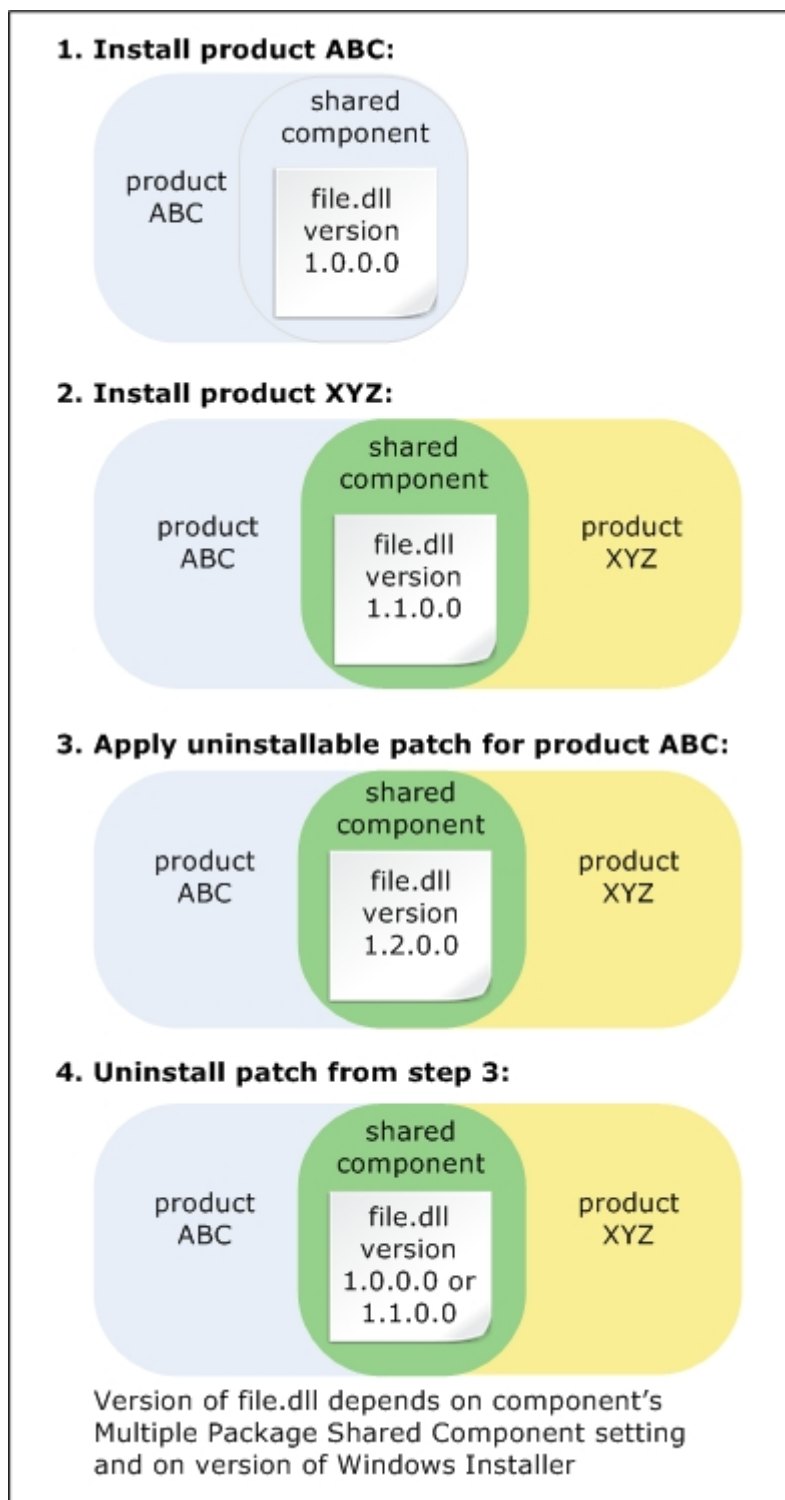 1. Install product ABC:
shared
component
product
ABC
file.dll
version
1.0.0.0
2. Install product XYZ:
shared
component
product
ABC
file.dll
version
1.1.0.0
product
XYZ
3. Apply uninstallable patch for product ABC:
shared
component
product
ABC
file.dll
version
1.2.0.0
product
XYZ
4. Uninstall patch from step 3:
shared
component
product
ABC
file.dll
version
1.0.0.0 or
1.1.0.0
product
XYZ
Version of file.dll depends on component's
Multiple Package Shared Component setting
and on version of Windows Installer